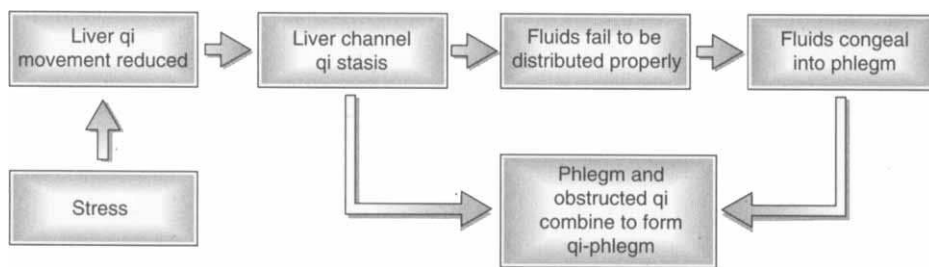 Liver qi
movement reduced
Liver channel
qi stasis
Fluids fail to be
distributed properly
Fluids congeal
into phlegm
Stress
Phlegm and
obstructed qi
combine to form
qi-phlegm